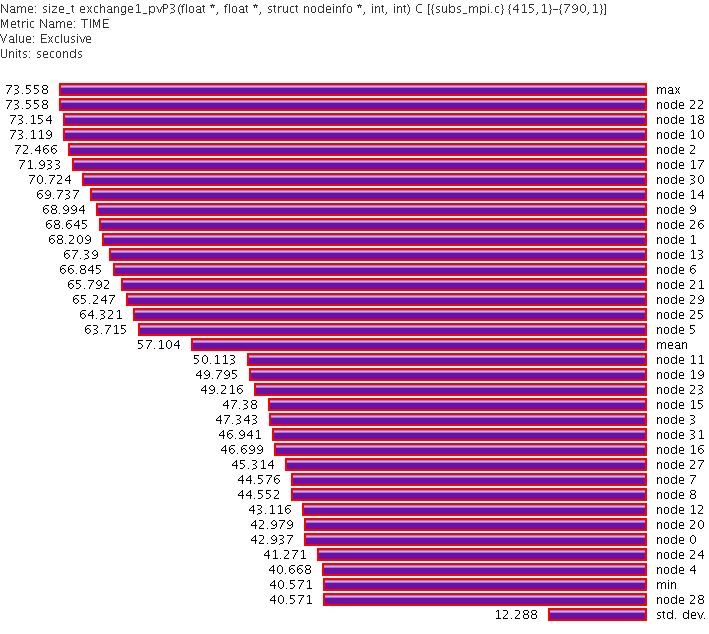 Name: size_t exchange1_pvP3(float *, float *, struct nodeinfo *, int, int) C [{subs_mpi.c} {415,1}-{790,1}]
Metric Name: TIME
Value: Exclusive
Units: seconds
73.558 max
73.558 node 22
73.154 node 18
73.119 node 10
72.466 node 2
71.933 node 17
70.724 node 30
69.737 node 14
68.994 node 9
68.645 node 26
68.209 node 1
67.39 node 13
66.845 node 6
65.792 node 21
65.247 node 29
64.321 node 25
63.715 node 5
57.104 mean
50.113 node 11
49.795 node 19
49.216 node 23
47.38 node 15
47.343 node 3
46.941 node 31
46.699 node 16
45.314 node 27
44.576 node 7
44.552 node 8
43.116 node 12
42.979 node 20
42.937 node 0
41.271 node 24
40.668 node 4
40.571 min
40.571 node 28
12.288 std. dev.